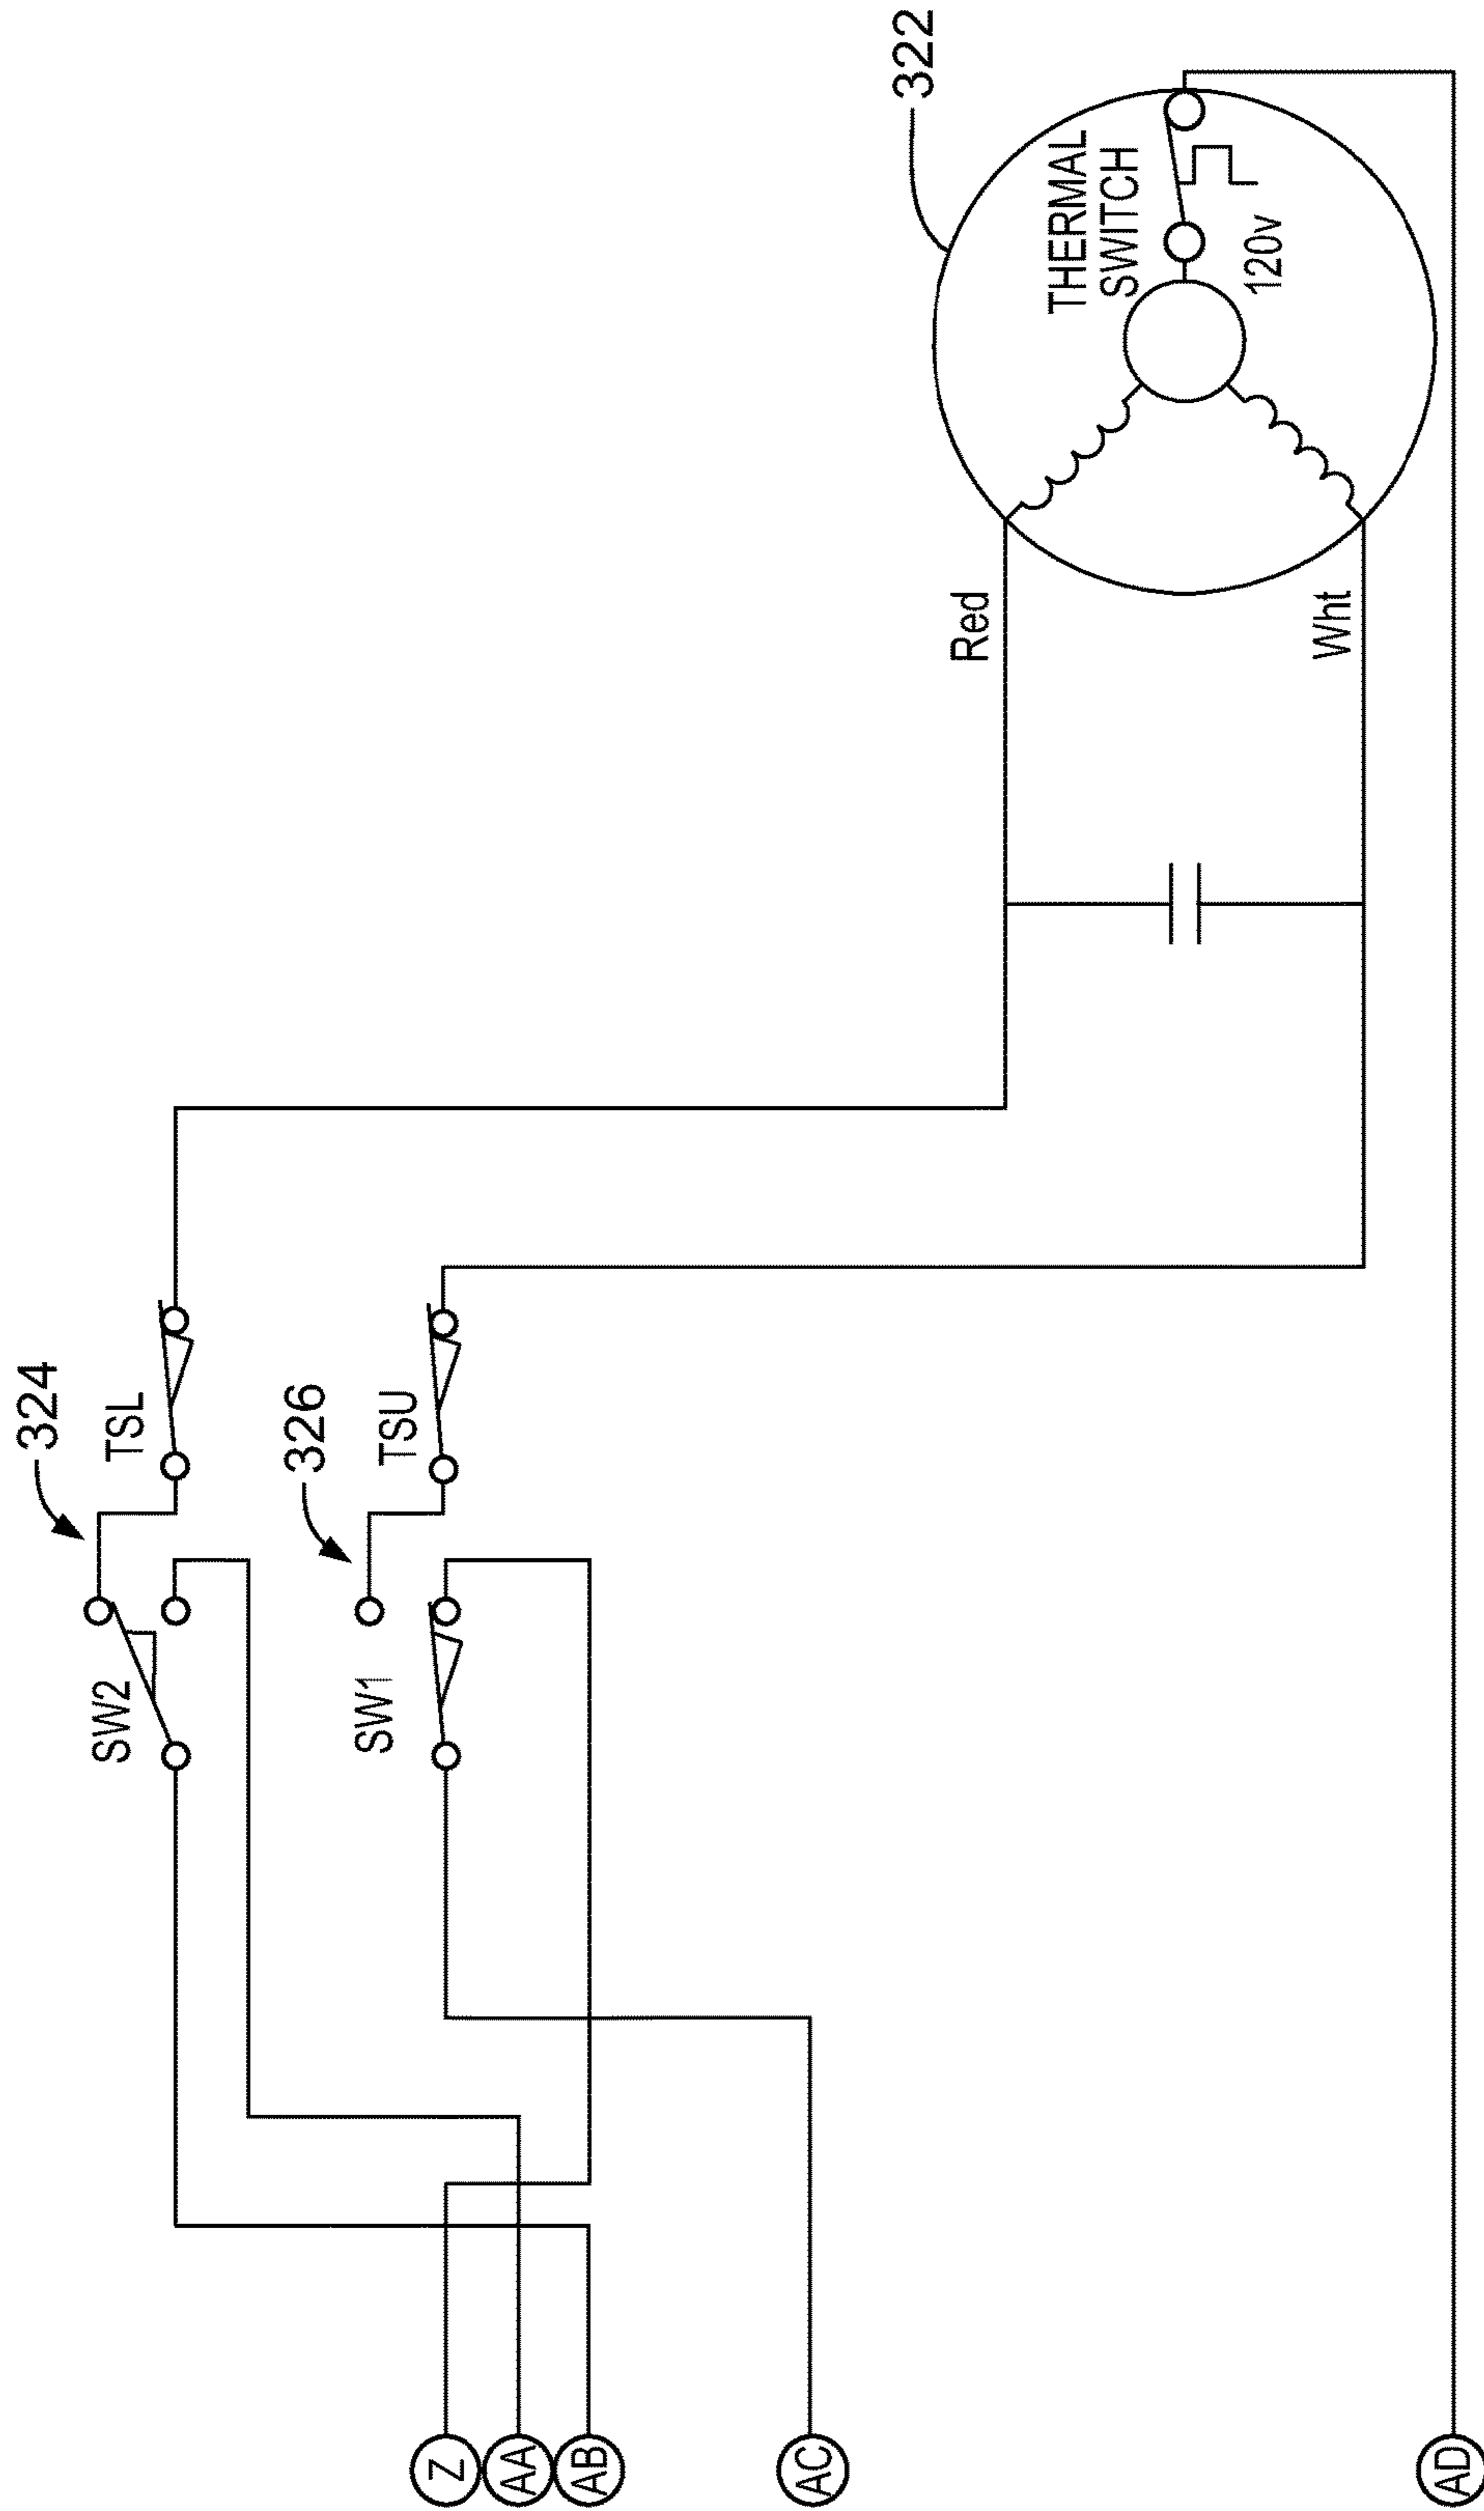 324
TSL
SW2
326
TSU
SW1
Z
AA
AB
AC
AD
322
THERMAL
SWITCH
120v
Red
Wht